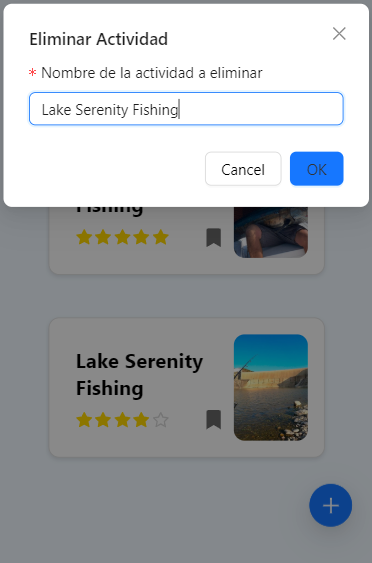 Eliminar Actividad
* Nombre de la actividad a eliminar
Lake Serenity Fishing
Cancel
OK
Fishing
Lake Serenity
Fishing